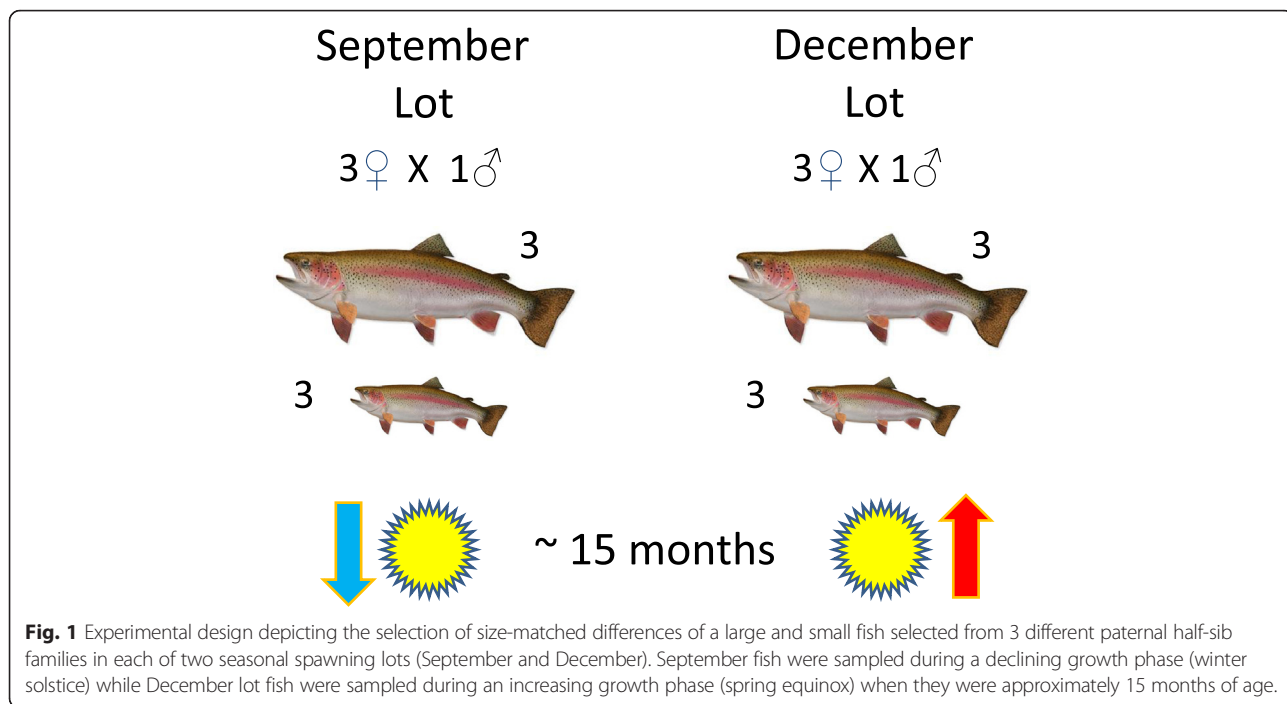 September
Lot
3♀ X 1♂
3
3
December
Lot
3♀ X 1♂
3
3
~ 15 months
Fig. 1 Experimental design depicting the selection of size-matched differences of a large and small fish selected from 3 different paternal half-sib
families in each of two seasonal spawning lots (September and December). September fish were sampled during a declining growth phase (winter
solstice) while December lot fish were sampled during an increasing growth phase (spring equinox) when they were approximately 15 months of age.